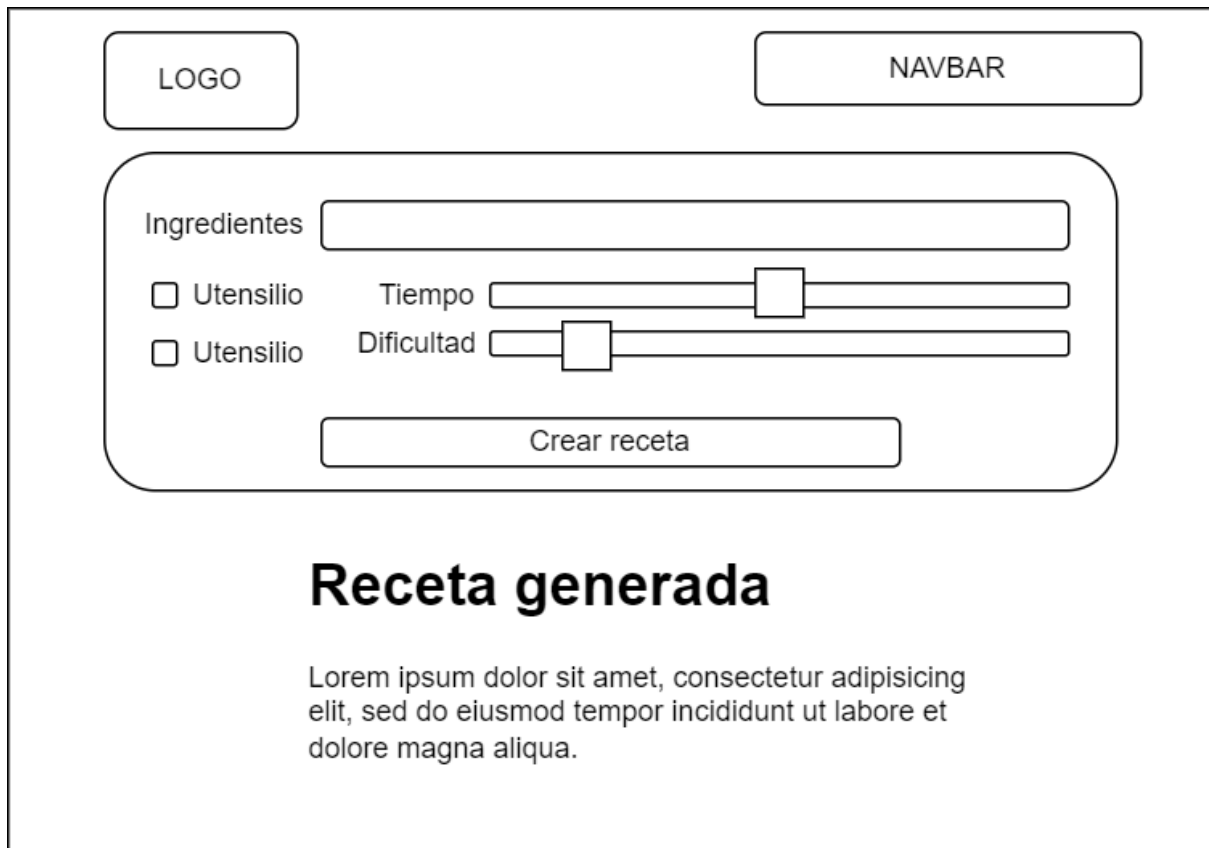 LOGO
NAVBAR
Ingredientes
Utensilio
Tiempo
Utensilio
Dificultad
Crear receta
Receta generada
Lorem ipsum dolor sit amet, consectetur adipisicing
elit, sed do eiusmod tempor incididunt ut labore et
dolore magna aliqua.